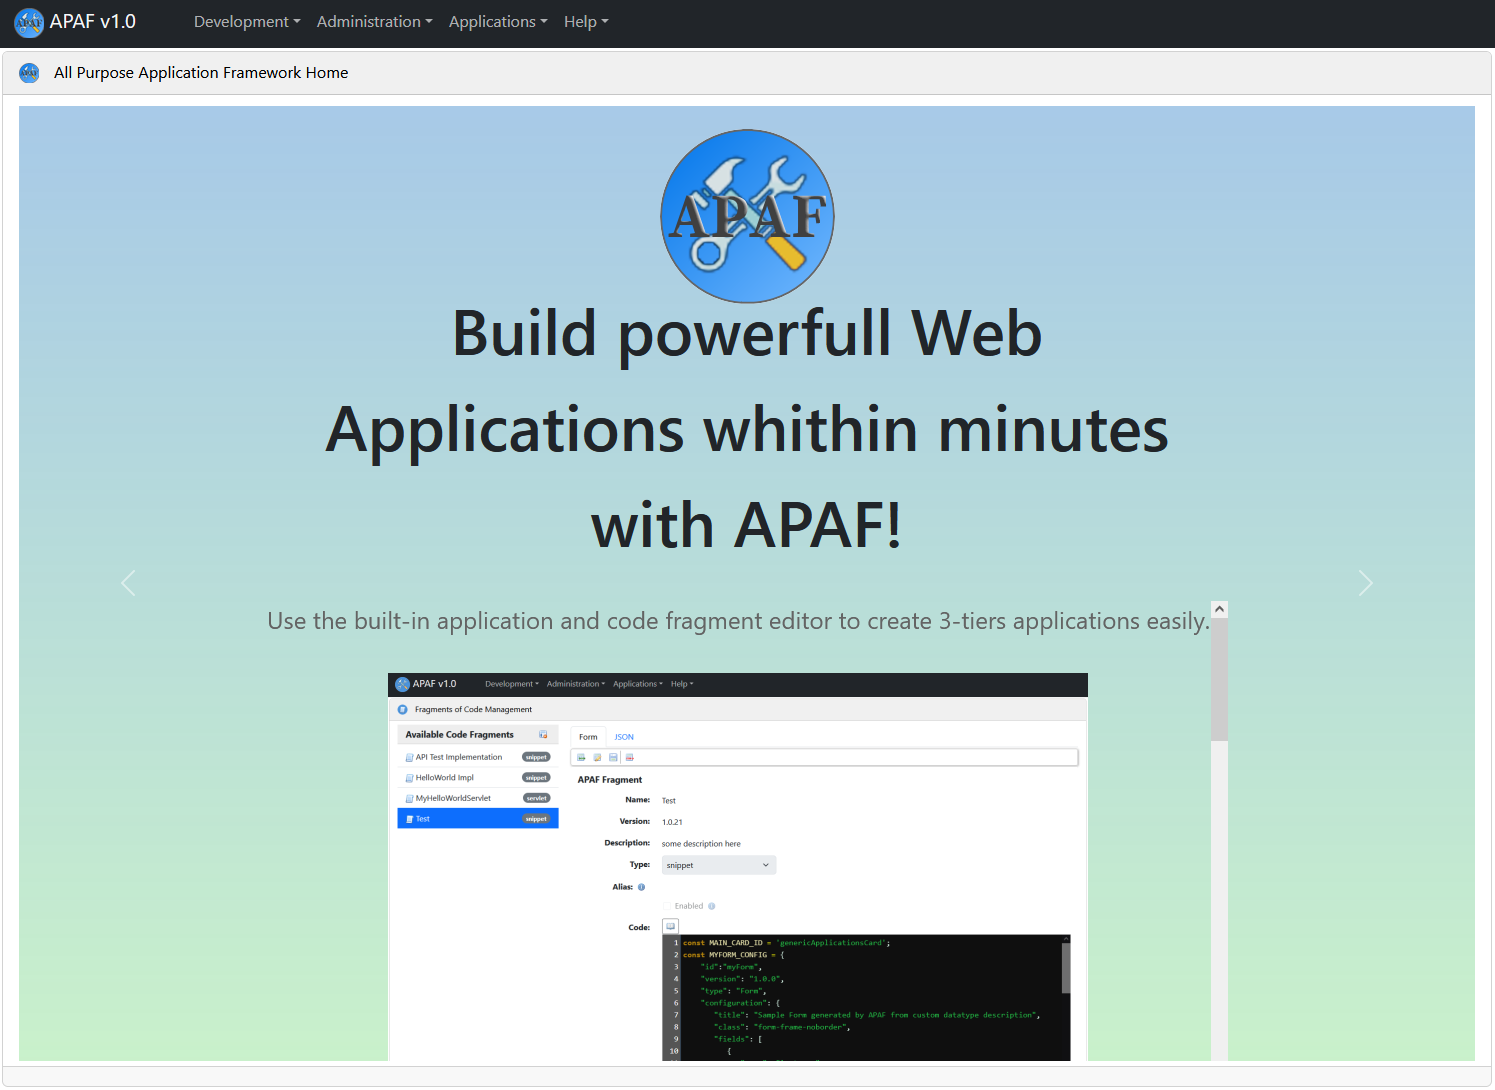 APAF v1.0 Development Administration Applications Help
All Purpose Application Framework Home
APAF
Build powerfull Web
Applications whithin minutes
with APAF!
Use the built-in application and code fragment editor to create 3-tiers applications easily.
APAF v1.0 Development Administration Applications Help
Fragments of Code Management
Available Code Fragments
API Test Implementation snippet
HelloWorld Impl snippet
MyHelloWorldServlet servlet
Test snippet
Form JSON
APAF Fragment
Name: Test
Version: 1.0.21
Description: some description here
Type: snippet
Alias:
Enabled
Code:
1 const MAIN_CARD_ID = 'genericApplicationsCard';
2 const MYFORM_CONFIG = {
3 "id":"myForm",
4 "version": "1.0.0",
5 "type": "Form",
6 "configuration": {
7 "title": "Sample Form generated by APAF from custom datatype description",
8 "class": "form-frame-noborder",
9 "fields": [
10 {